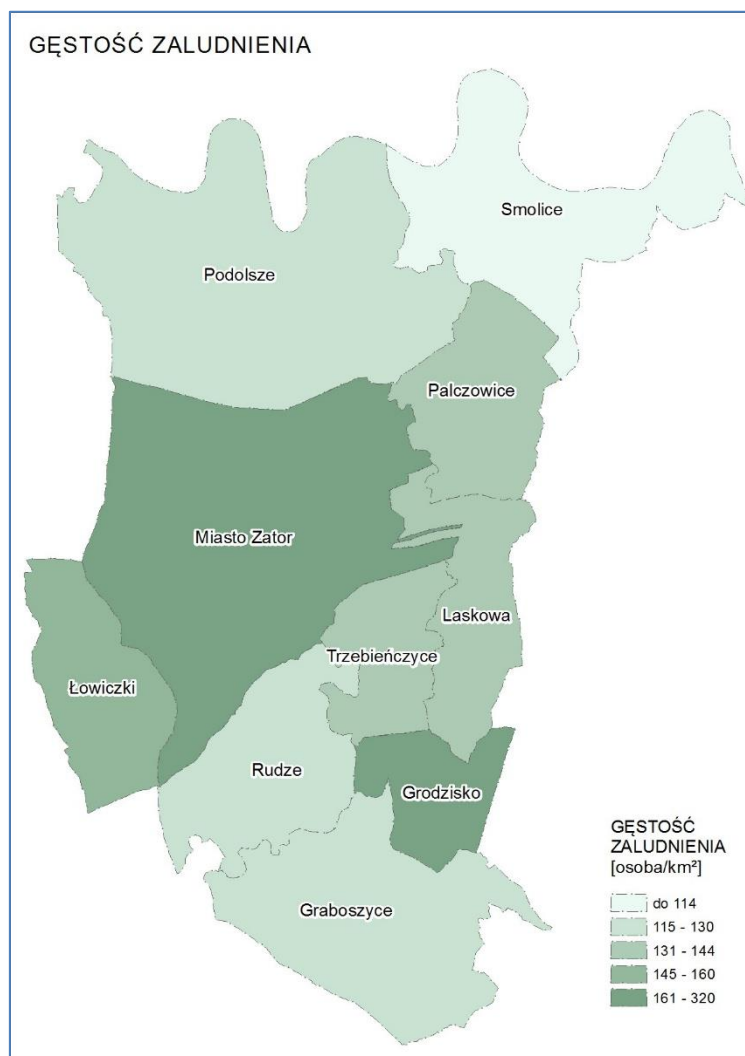 GĘSTOŚĆ ZALUDNIENIA
Smolice
Podolsze
Palczowice
Miasto Zator
Laskowa
Trzebieńczyce
Łowiczki
Rudze
Grodzisko
Graboszyce
GĘSTOŚĆ
ZALUDNIENIA
[osoba/km²]
do 114
115 - 130
131 - 144
145 - 160
161 - 320